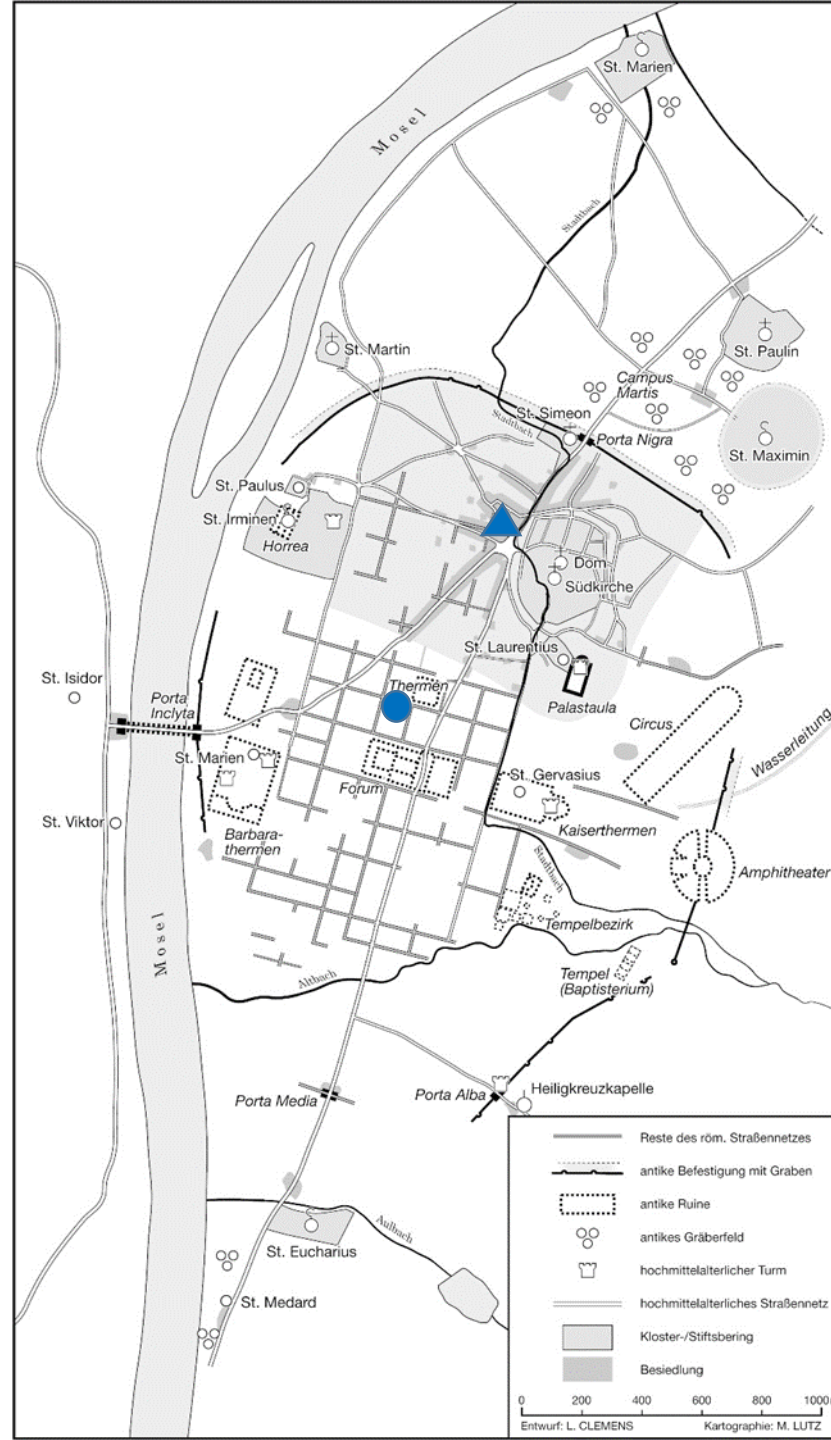 St. Marien
Mosel
Stadtbach
St. Martin
St. Paulin
Campus
Martis
St. Simeon
Stadtbach
Porta Nigra
St. Maximin
St. Paulus
St. Irminen
Horrea
Dom
Südkirche
St. Laurentius
St. Isidor
Thermen
Porta
Inclyta
Palastaula
Circus
Wasserleitung
St. Marien
St. Gervasius
Forum
St. Viktor
Barbara-
thermen
Kaiserthermen
Stadtbach
Amphitheater
Mosel
Tempelbezirk
Altbach
Tempel
(Baptisterium)
Porta Media
Porta Alba
Heiligkreuzkapelle
Aulbach
St. Eucharius
St. Medard
Reste des röm. Straßennetzes
antike Befestigung mit Graben
antike Ruine
antikes Gräberfeld
hochmittelalterlicher Turm
hochmittelalterliches Straßennetz
Kloster-/Stiftsbering
Besiedlung
0 200 400 600 800 1000
Entwurf: L. CLEMENS Kartographie: M. LUTZ